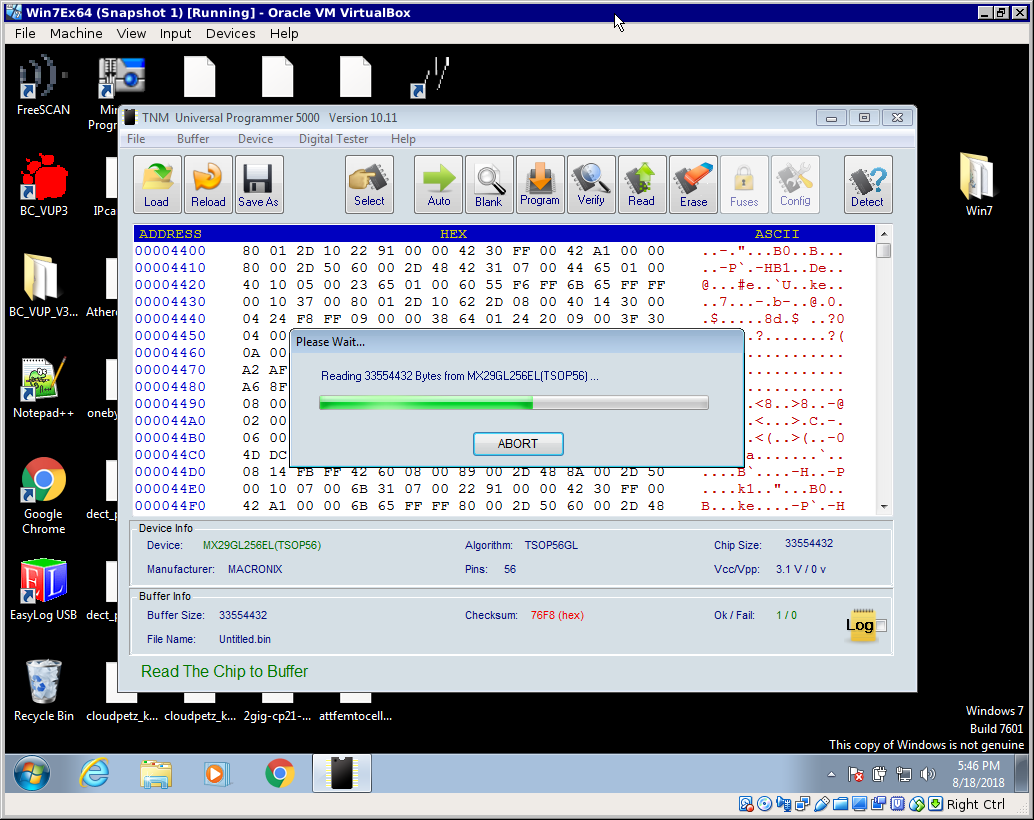 Win7Ex64 (Snapshot 1) [Running] - Oracle VM VirtualBox
File Machine View Input Devices Help
FreeSCAN
Min
Progr
BC_VUP3
IPca
BC_VUP_V3...
Ather
Notepad++
oneby
Google
Chrome
dect_p
EasyLog USB
dect_p
Recycle Bin
cloudpetz_k...
cloudpetz_k...
2gig-cp21-...
attfemtocell...
Win7
TNM Universal Programmer 5000 Version 10.11
File Buffer Device Digital Tester Help
Load Reload Save As Select Auto Blank Program Verify Read Erase Fuses Config Detect
ADDRESS HEX ASCII
00004400 80 01 2D 10 22 91 00 00 42 30 FF 00 42 A1 00 00 ..-."...B0..B...
00004410 80 00 2D 50 60 00 2D 48 42 31 07 00 44 65 01 00 ..-P`.-HB1..De..
00004420 40 10 05 00 23 65 01 00 60 55 F6 FF 6B 65 FF FF @...#e..`U..ke..
00004430 00 10 37 00 80 01 2D 10 62 2D 08 00 40 14 30 00 ..7...-.b-..@.0.
00004440 04 24 F8 FF 09 00 00 38 64 01 24 20 09 00 3F 30 .$.....8d.$ ..?0
00004450 04 00 .?.......?(
00004460 0A 00
00004470 A2 AF
00004480 A6 8F
00004490 08 00 .<8..>8..-@
000044A0 02 00 .<...>.C.-.
000044B0 06 00 .<(..>(..-0
000044C0 4D DC a.......`..
000044D0 08 14 FB FF 42 60 08 00 89 00 2D 48 8A 00 2D 50 ....B`....-H..-P
000044E0 00 10 07 00 6B 31 07 00 22 91 00 00 42 30 FF 00 ....k1.."...B0..
000044F0 42 A1 00 00 6B 65 FF FF 80 00 2D 50 60 00 2D 48 B...ke....-P`.-H
Please Wait...
Reading 33554432 Bytes from MX29GL256EL(TSOP56) ...
ABORT
Device Info
Device: MX29GL256EL(TSOP56) Algorithm: TSOP56GL Chip Size: 33554432
Manufacturer: MACRONIX Pins: 56 Vcc/Vpp: 3.1 V / 0 v
Buffer Info
Buffer Size: 33554432 Checksum: 76F8 (hex) Ok / Fail: 1 / 0
File Name: Untitled.bin
Log
Read The Chip to Buffer
Windows 7
Build 7601
This copy of Windows is not genuine
5:46 PM
8/18/2018
Right Ctrl